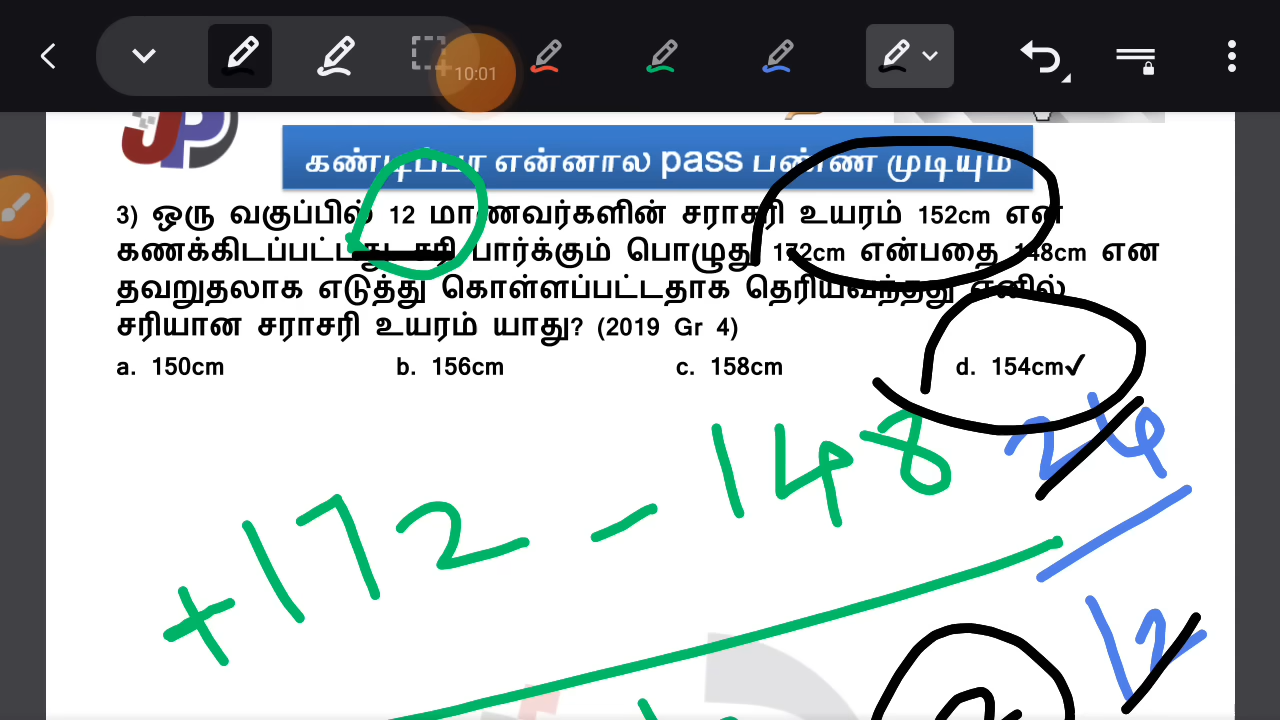 10:01
JP
கண்டிப்பா என்னால pass பண்ண முடியும்
3) ஒரு வகுப்பில் 12 மாணவர்களின் சராசரி உயரம் 152cm என
கணக்கிடப்பட்டது. சரி பார்க்கும் பொழுது 172cm என்பதை 148cm என
தவறுதலாக எடுத்து கொள்ளப்பட்டதாக தெரியவந்தது எனில்
சரியான சராசரி உயரம் யாது? (2019 Gr 4)
a. 150cm b. 156cm c. 158cm d. 154cm✓
+172 - 148
24
12